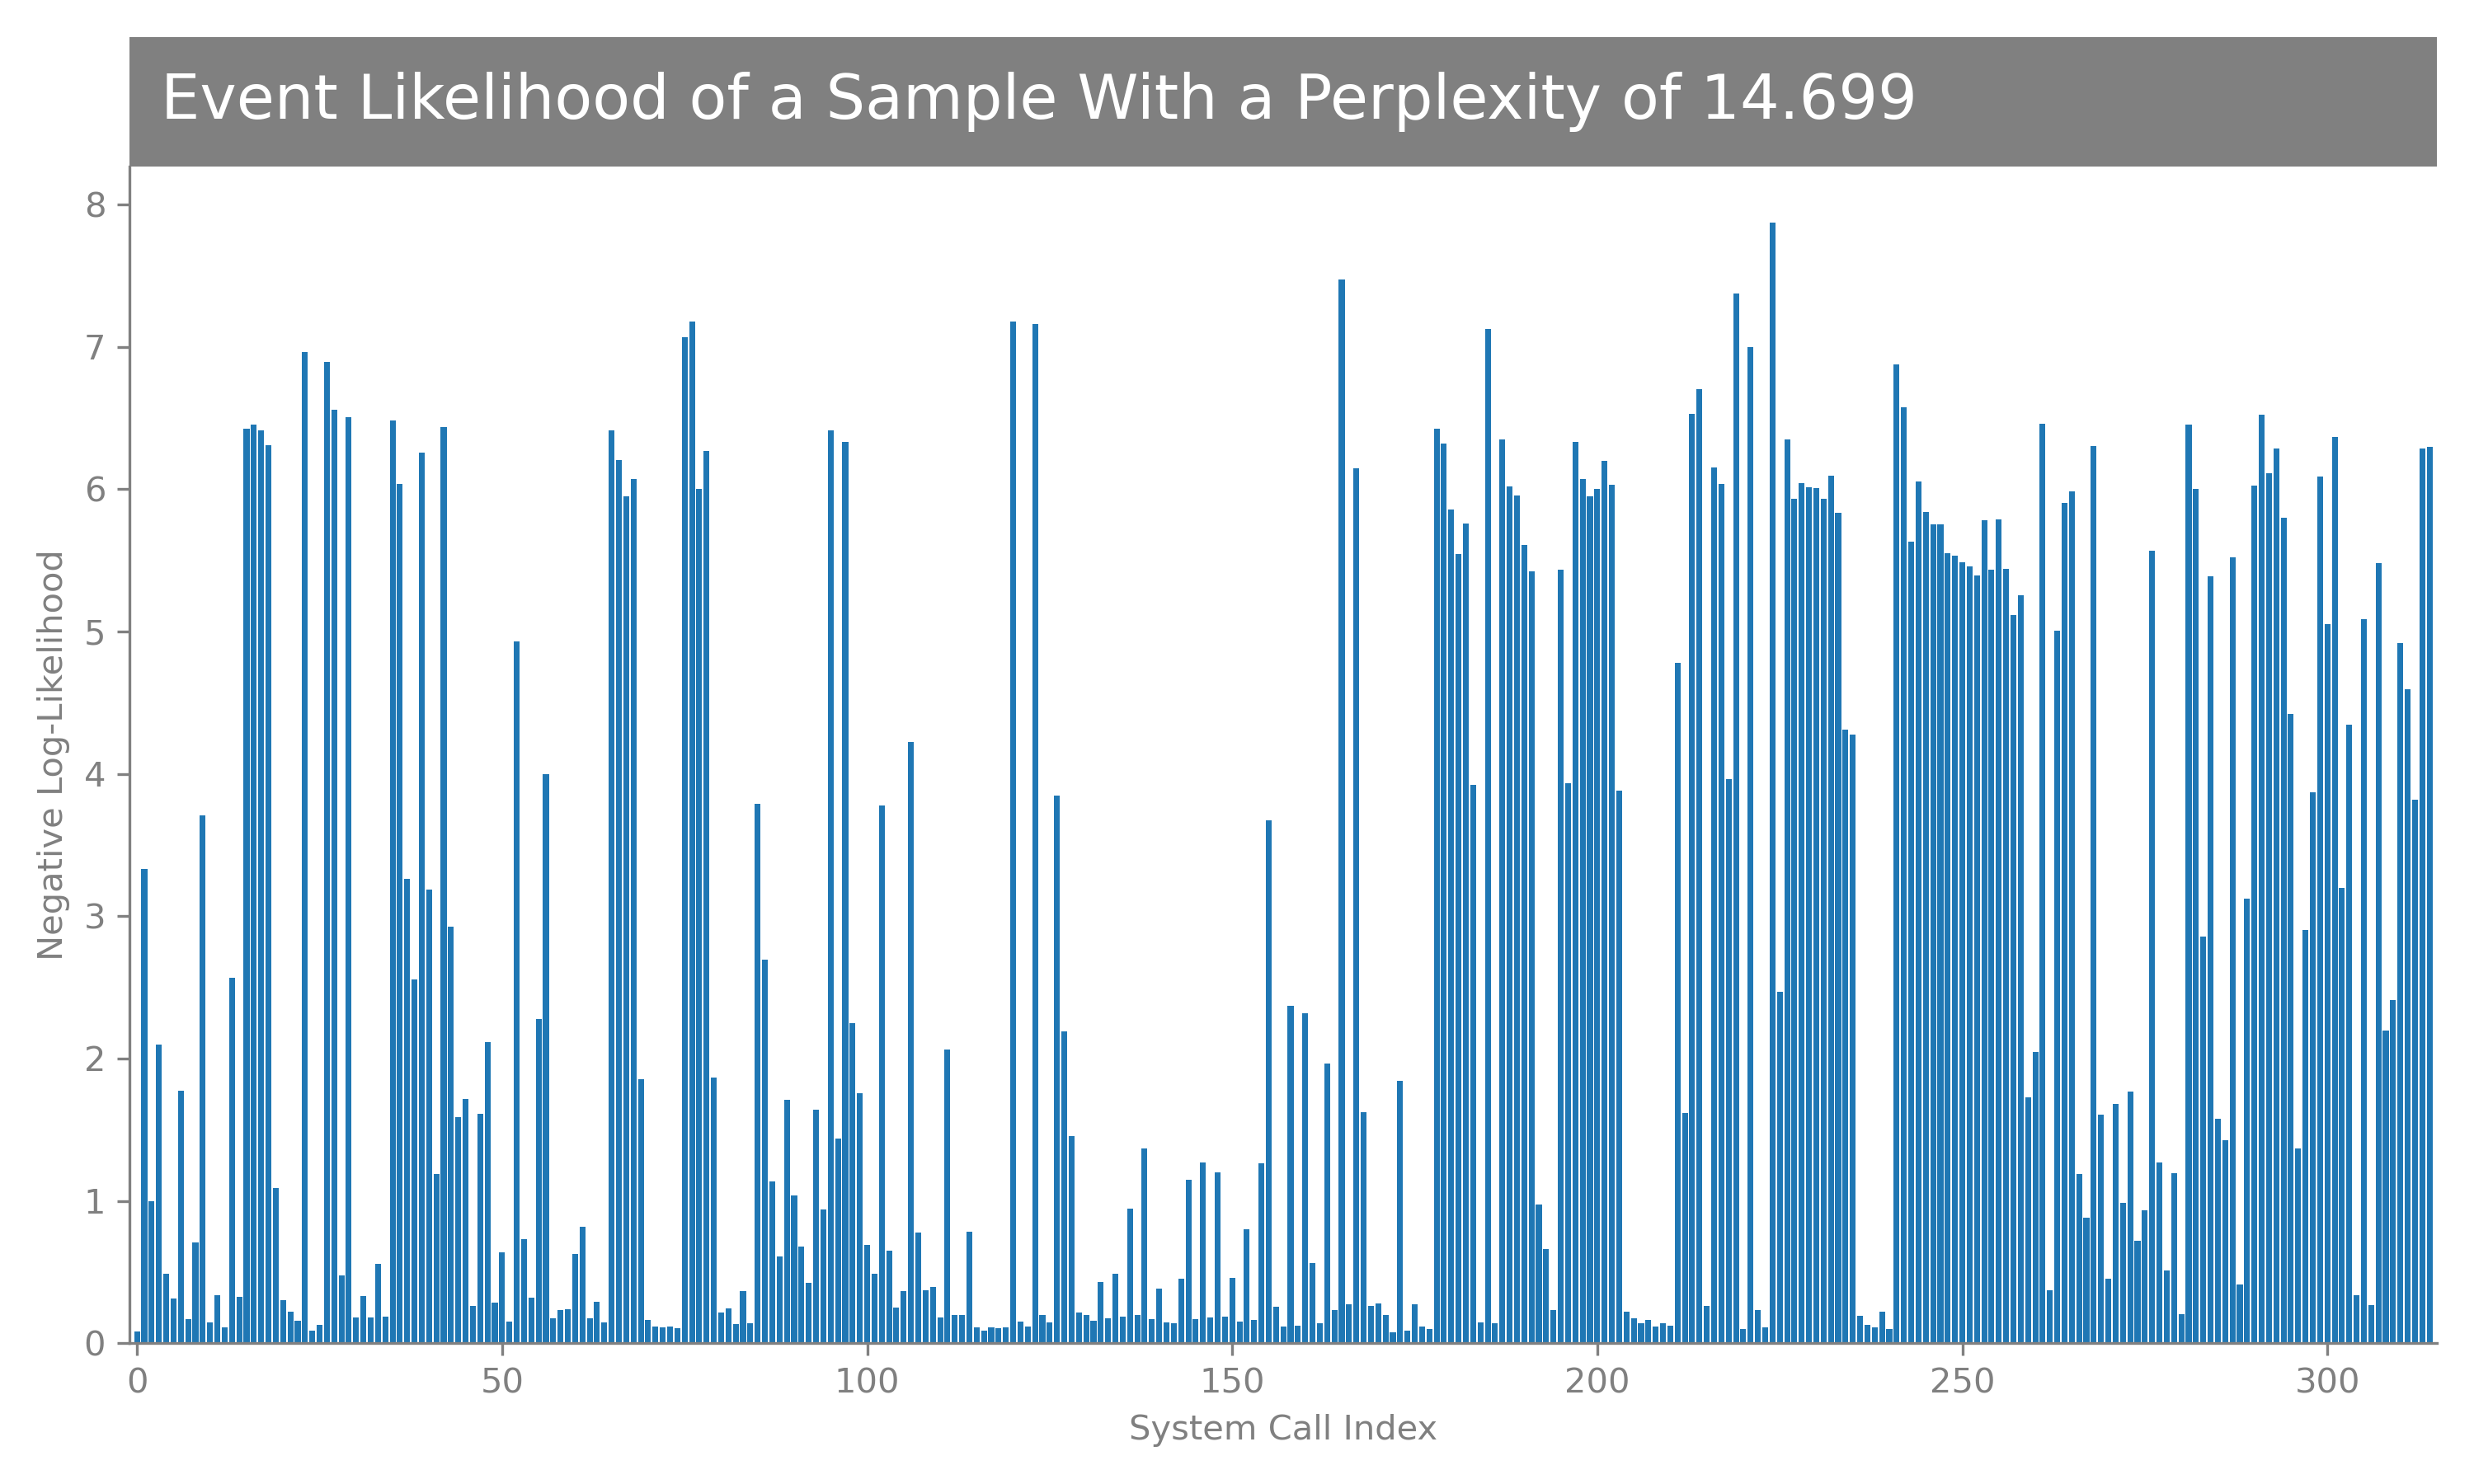 Event Likelihood of a Sample With a Perplexity of 14.699
8
7
6
5
4
3
2
1
0
Negative Log-Likelihood
0 50 100 150 200 250 300
System Call Index